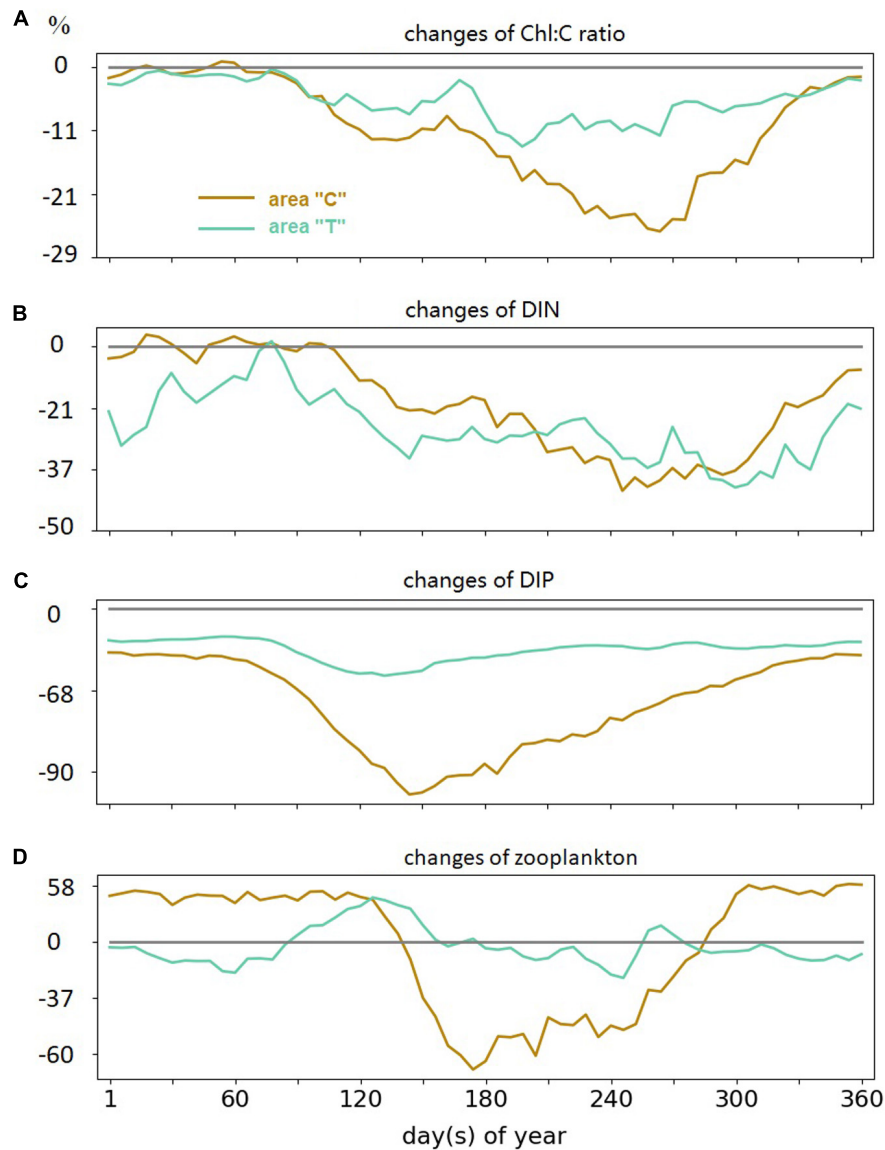 A
%
changes of Chl:C ratio
0
-11
-21
-29
area "C"
area "T"
B
changes of DIN
0
-21
-37
-50
C
changes of DIP
0
-68
-90
D
changes of zooplankton
58
0
-37
-60
1 60 120 180 240 300 360
day(s) of year